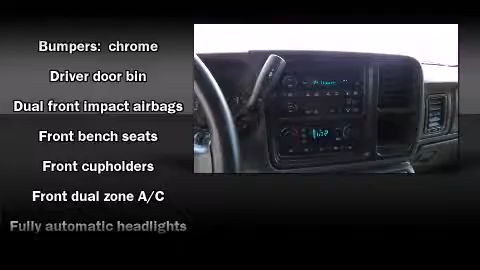 Bumpers: chrome
Driver door bin
Dual front impact airbags
Front bench seats
Front cupholders
Front dual zone A/C
Fully automatic headlights